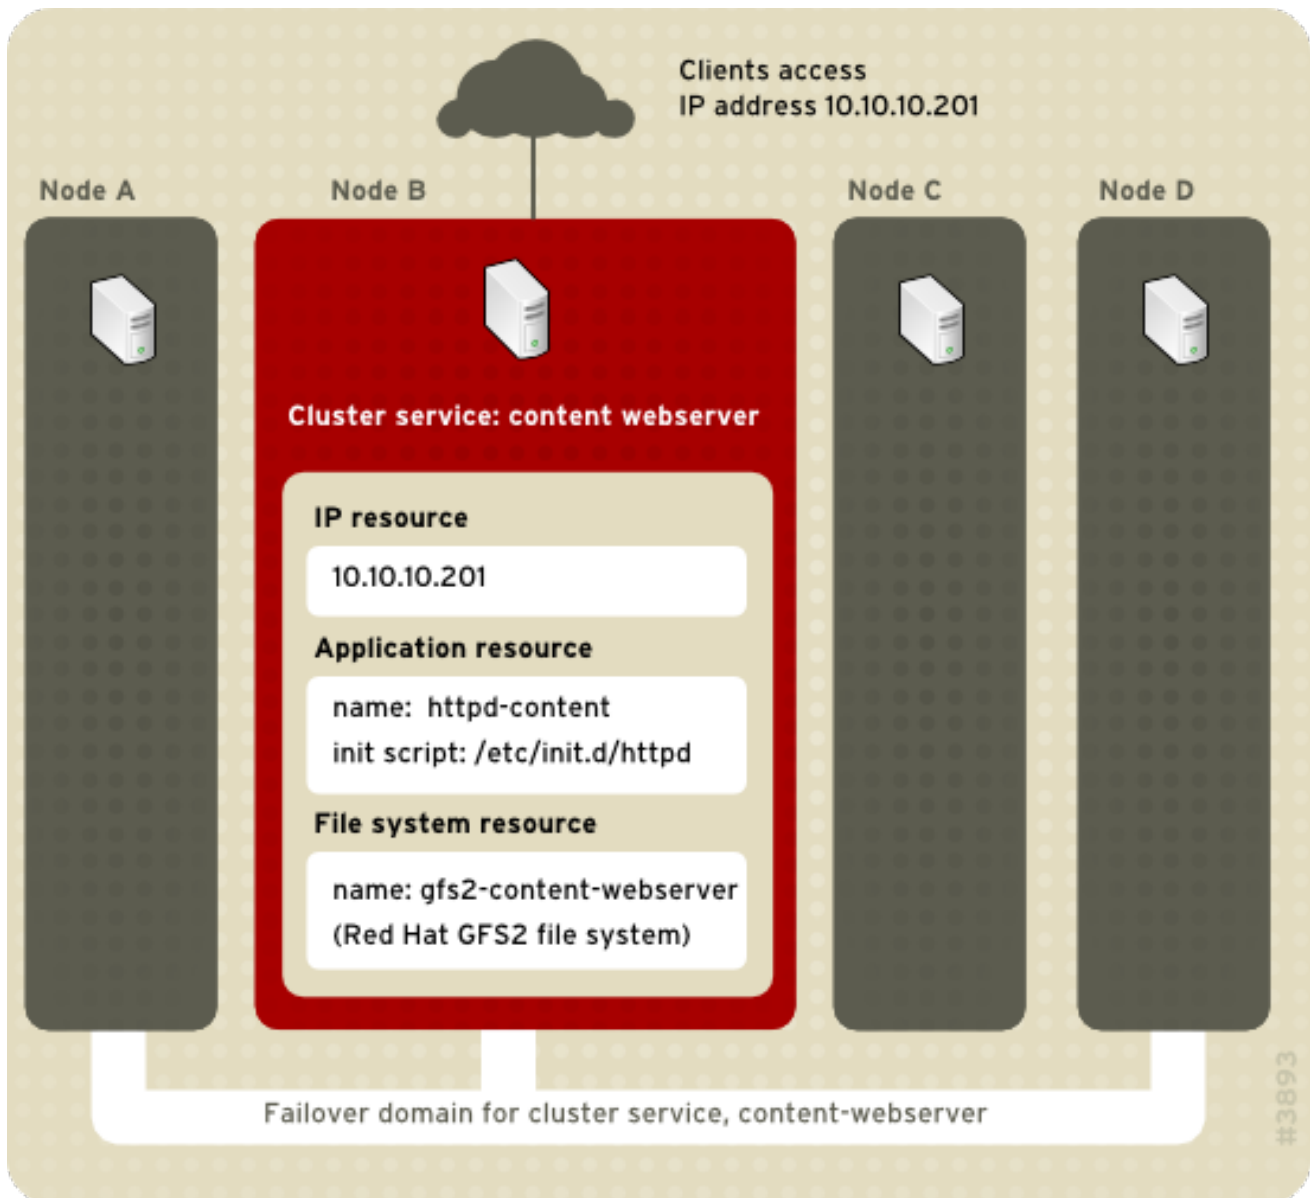 Clients access
IP address 10.10.10.201
Node A
Node B
Node C
Node D
Cluster service: content webserver
IP resource
10.10.10.201
Application resource
name:  httpd-content
init script: /etc/init.d/httpd
File system resource
name: gfs2-content-webserver
(Red Hat GFS2 file system)
Failover domain for cluster service, content-webserver
#3893